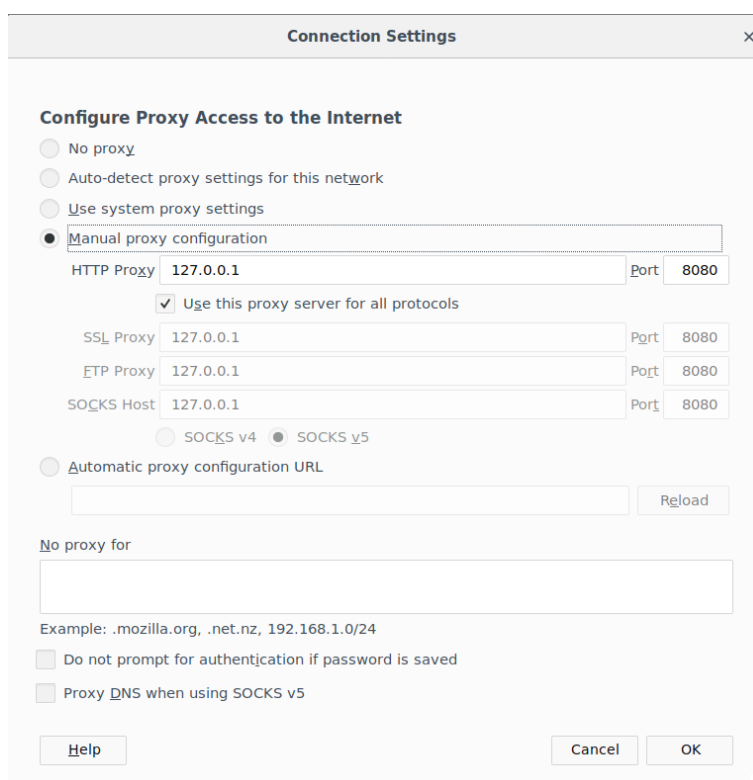 Connection Settings
Configure Proxy Access to the Internet
No proxy
Auto-detect proxy settings for this network
Use system proxy settings
Manual proxy configuration
HTTP Proxy 127.0.0.1 Port 8080
Use this proxy server for all protocols
SSL Proxy 127.0.0.1 Port 8080
FTP Proxy 127.0.0.1 Port 8080
SOCKS Host 127.0.0.1 Port 8080
SOCKS v4 SOCKS v5
Automatic proxy configuration URL
Reload
No proxy for
Example: .mozilla.org, .net.nz, 192.168.1.0/24
Do not prompt for authentication if password is saved
Proxy DNS when using SOCKS v5
Help Cancel OK